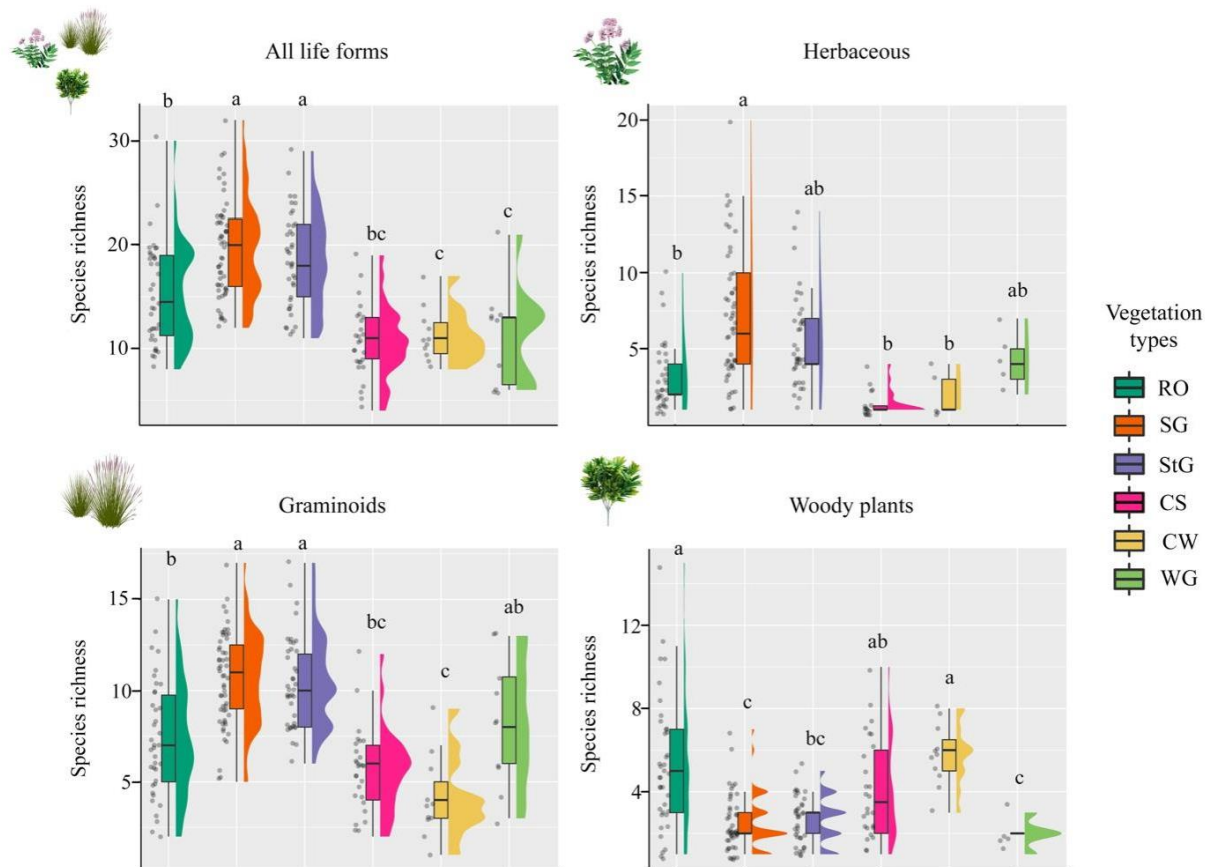 All life forms
Species richness
30
20
10
b
a
a
bc
c
c
Herbaceous
Species richness
20
15
10
5
b
a
ab
b
b
ab
Graminoids
Species richness
15
10
5
b
a
a
bc
c
ab
Woody plants
Species richness
12
8
4
a
c
bc
ab
a
c
Vegetation
types
RO
SG
StG
CS
CW
WG